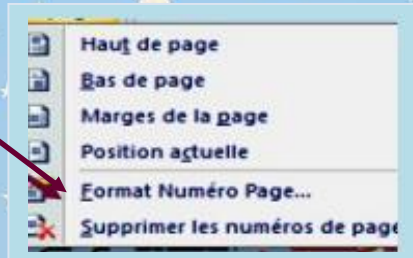 Haut de page
Bas de page
Marges de la page
Position actuelle
Format Numéro Page...
Supprimer les numéros de page